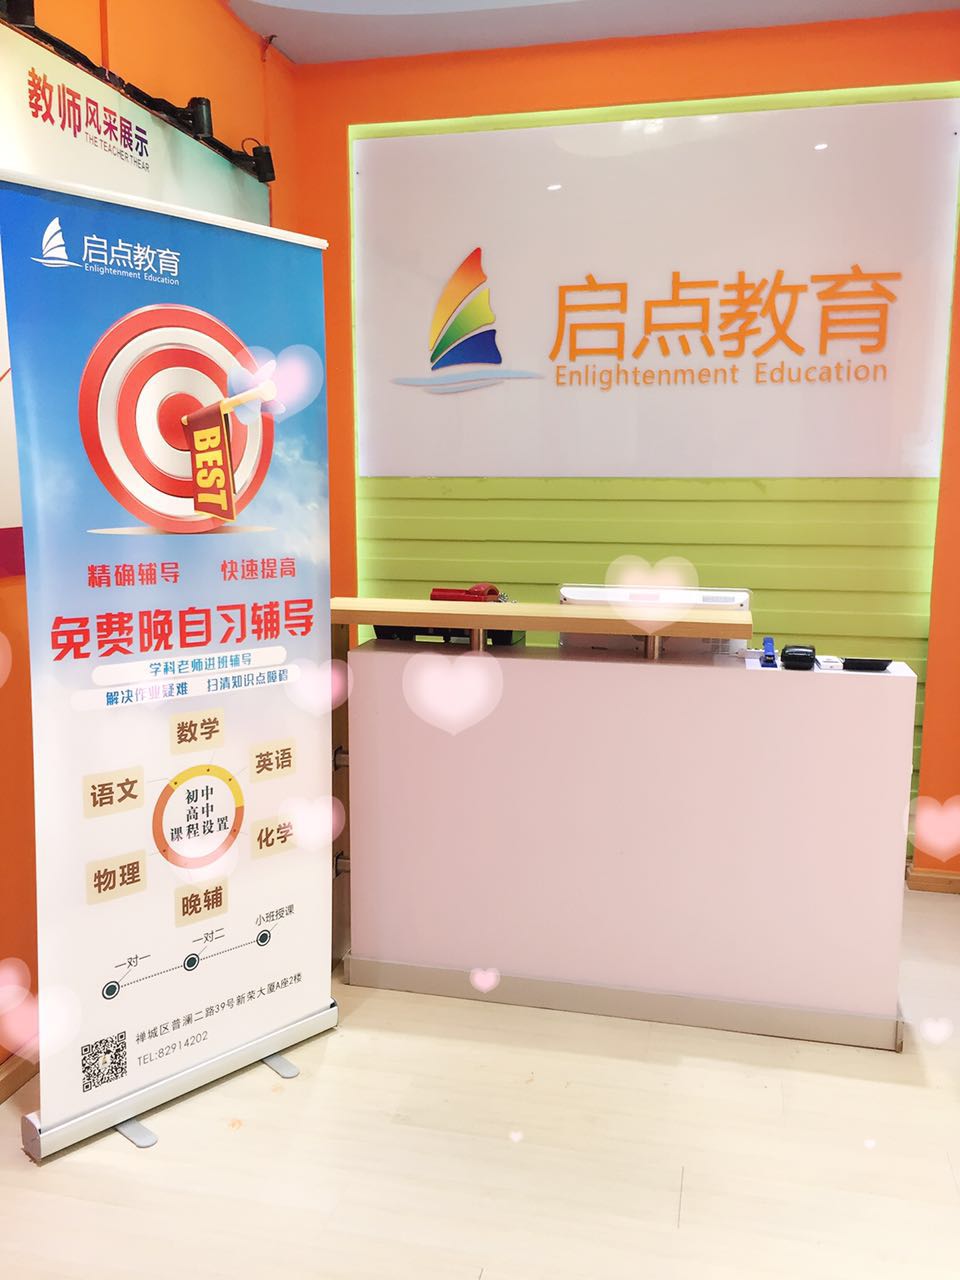 教师风采展示
THE TEACHER THEAR
启点教育
Enlightenment Education
BEST
精确辅导 快速提高
免费晚自习辅导
学科老师进班辅导
解决作业疑难 扫清知识点障碍
数学
语文
英语
初中
高中
课程设置
物理
化学
晚辅
一对一
一对二
小班授课
禅城区普澜二路39号新荣大厦A座2楼
TEL:82914202
启点教育
Enlightenment Education